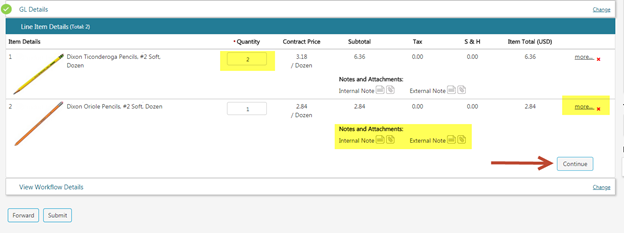 GL Details Change
Line Item Details (Total: 2)
Item Details * Quantity Contract Price Subtotal Tax S & H Item Total (USD)
1 Dixon Ticonderoga Pencils, #2 Soft, Dozen 2 3.18 / Dozen 6.36 0.00 0.00 6.36 more...
Notes and Attachments:
Internal Note External Note
2 Dixon Oriole Pencils, #2 Soft, Dozen 1 2.84 / Dozen 2.84 0.00 0.00 2.84 more...
Notes and Attachments:
Internal Note External Note
Continue
View Workflow Details Change
Forward Submit